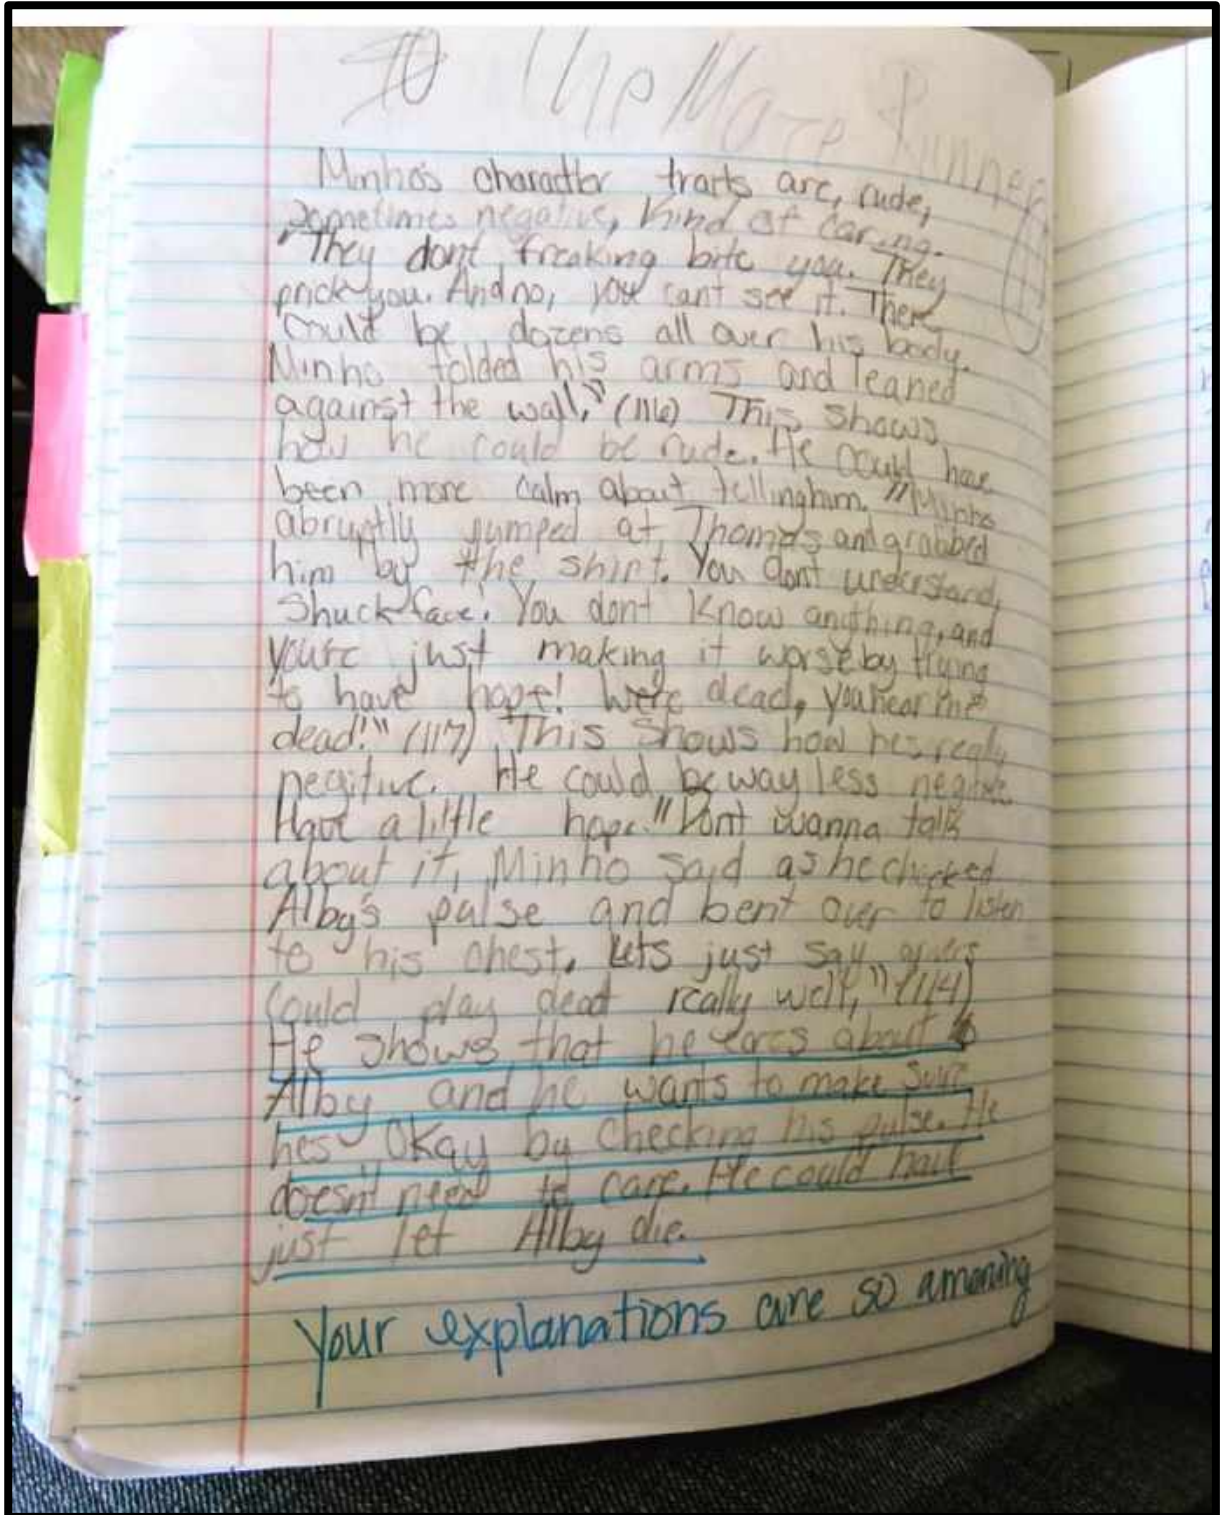 The Maze Runner
Minho's charactbr traits are, rude,
sometimes negative, kind of caring.
"They dont freaking bite you. They
prick you. And no, you cant see it. There
could be dozens all over his body.
Minho folded his arms and leaned
against the wall," (116) This shows
how he could be rude. He could have
been more calm about tellinghim. "Minho
abruptly jumped at Thomas and grabbed
him by the shirt. You dont understand,
Shuck-face! You dont know anything, and
you're just making it worse by trying
to have hope! We're dead, you hear me
dead!" (117) This shows how hes really
negitive. He could be way less negitive.
Have a little hope. "Dont wanna talk
about it, Minho said as he checked
Alby's pulse and bent over to listen
to his chest. Lets just say
could play dead really well," (114)
He shows that he cares about
Alby and he wants to make sure
hes Okay by checking his pulse. He
doesn't need to care. He could have
just let Alby die.
Your explanations are so amazing